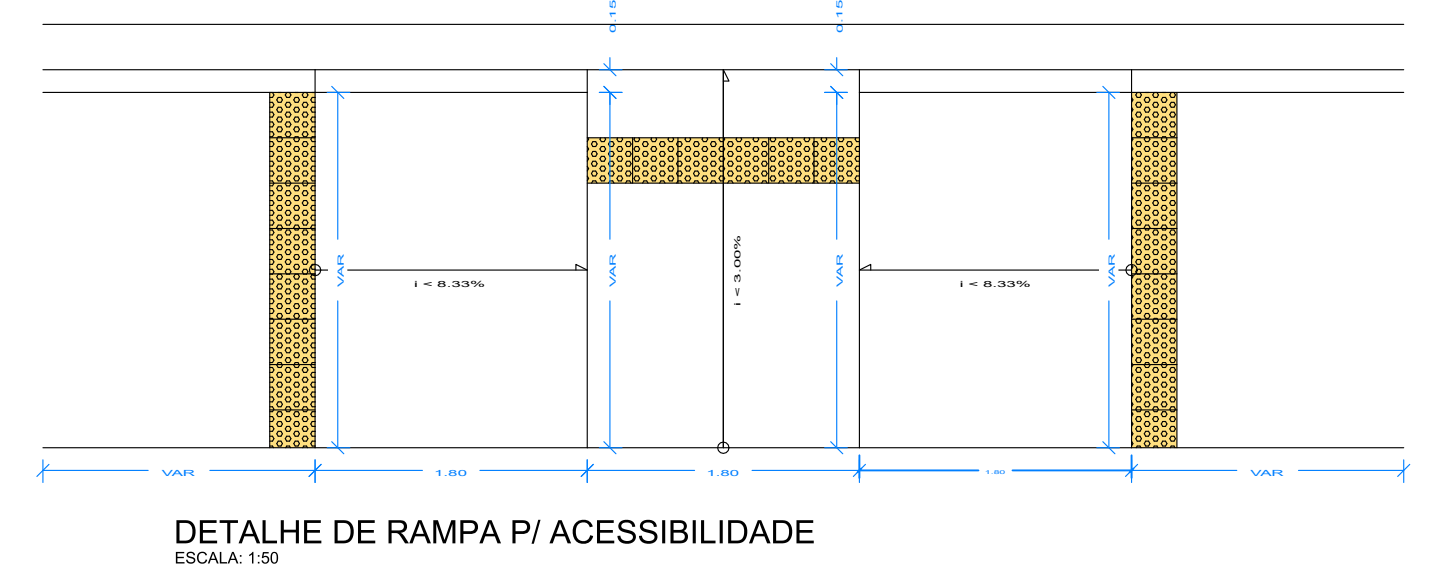 0.15
0.15
VAR
VAR
VAR
VAR
i < 8.33%
i < 3.00%
i < 8.33%
VAR
1.80
1.80
1.80
VAR
DETALHE DE RAMPA P/ ACESSIBILIDADE
ESCALA: 1:50